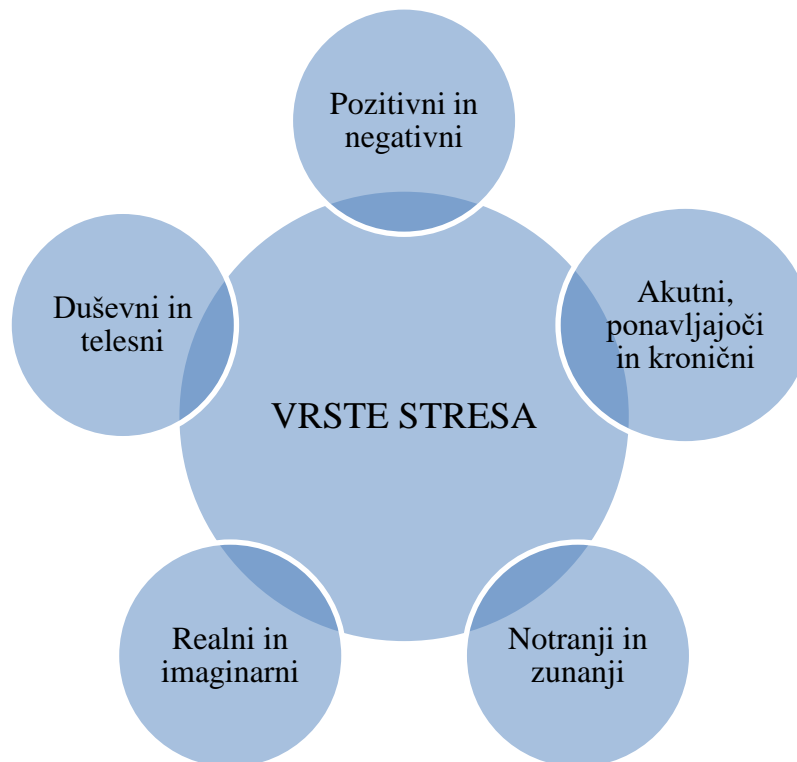 Pozitivni in
negativni
Akutni,
ponavljajoči
in kronični
Notranji in
zunanji
Realni in
imaginarni
Duševni in
telesni
VRSTE STRESA